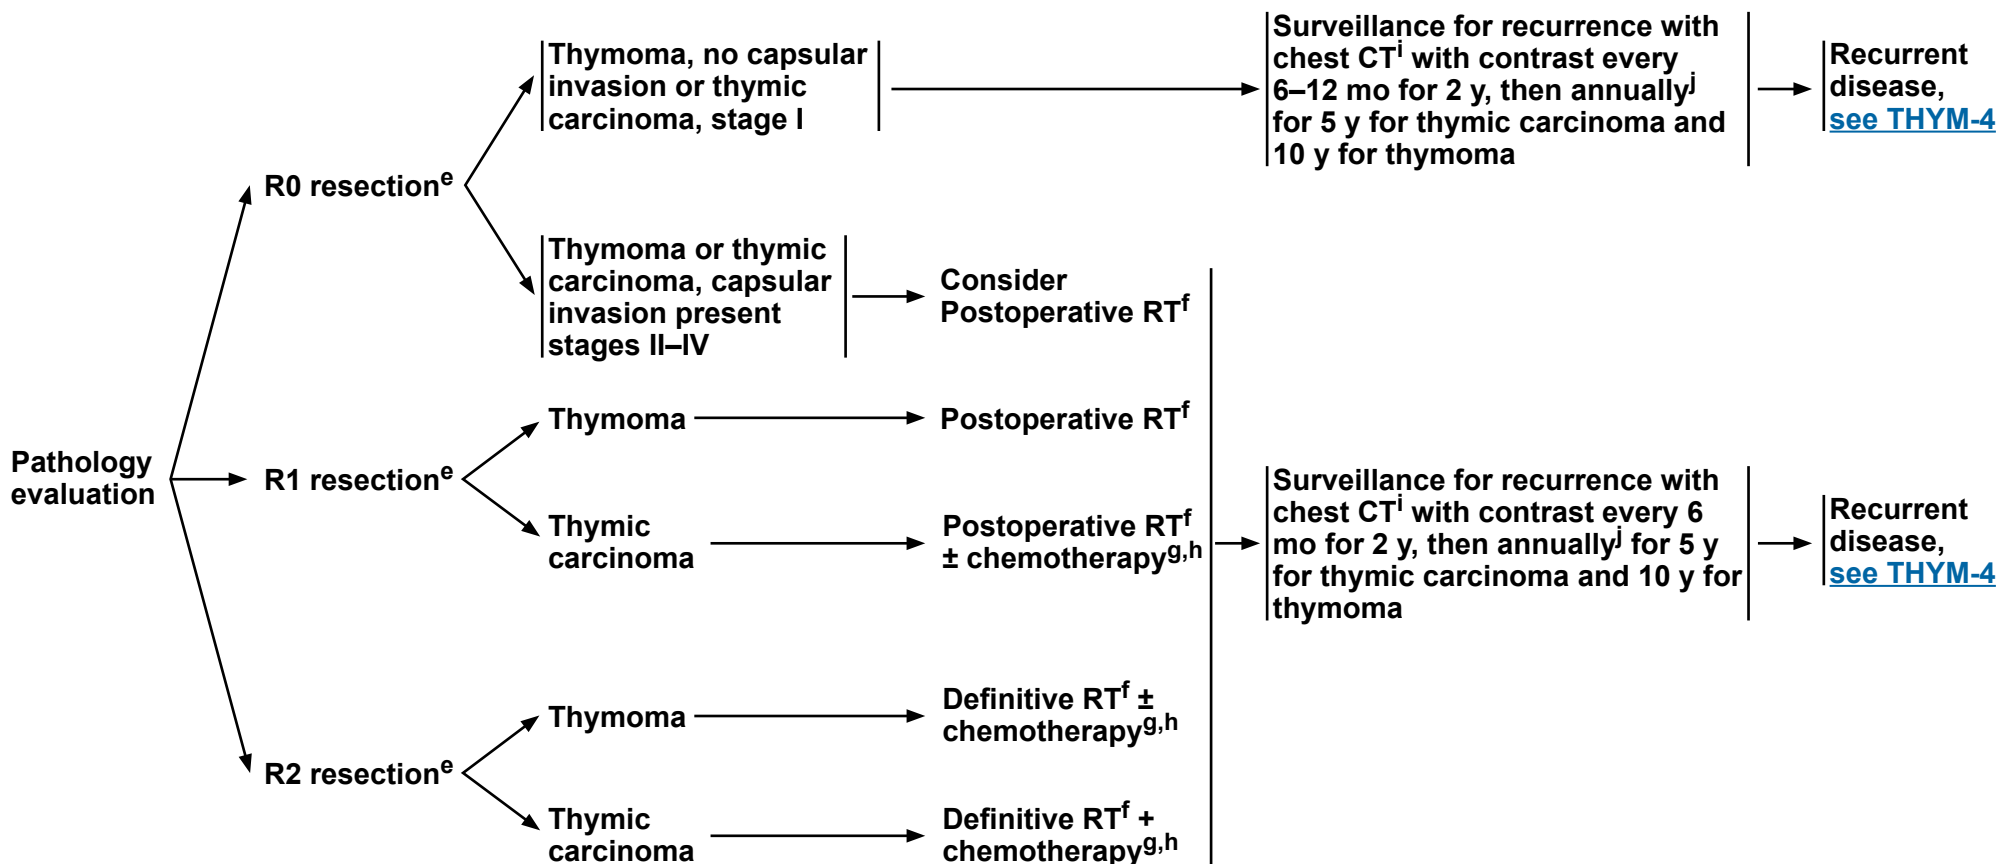 Thymoma, no capsular
invasion or thymic
carcinoma, stage I
Surveillance for recurrence with
chest CTi with contrast every
6–12 mo for 2 y, then annuallyj
for 5 y for thymic carcinoma and
10 y for thymoma
Recurrent
disease,
see THYM-4
R0 resectione
Thymoma or thymic
carcinoma, capsular
invasion present
stages II–IV
Consider
Postoperative RTf
Pathology
evaluation
R1 resectione
Thymoma
Postoperative RTf
Thymic
carcinoma
Postoperative RTf
± chemotherapyg,h
Surveillance for recurrence with
chest CTi with contrast every 6
mo for 2 y, then annuallyj for 5 y
for thymic carcinoma and 10 y for
thymoma
Recurrent
disease,
see THYM-4
R2 resectione
Thymoma
Definitive RTf ±
chemotherapyg,h
Thymic
carcinoma
Definitive RTf +
chemotherapyg,h